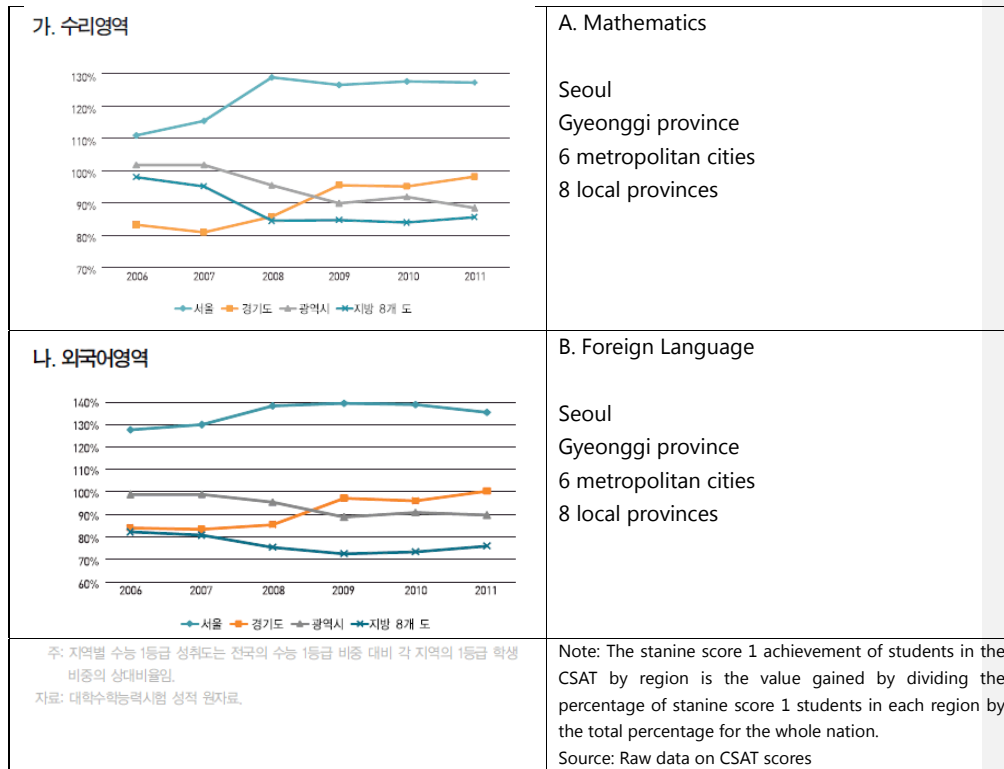 가. 수리영역
130%
120%
110%
100%
90%
80%
70%
2006 2007 2008 2009 2010 2011
서울 경기도 광역시 지방 8개 도
A. Mathematics
Seoul
Gyeonggi province
6 metropolitan cities
8 local provinces
나. 외국어영역
140%
130%
120%
110%
100%
90%
80%
70%
60%
2006 2007 2008 2009 2010 2011
서울 경기도 광역시 지방 8개 도
B. Foreign Language
Seoul
Gyeonggi province
6 metropolitan cities
8 local provinces
주: 지역별 수능 1등급 성취도는 전국의 수능 1등급 비중 대비 각 지역의 1등급 학생
비중의 상대비율임.
자료: 대학수학능력시험 성적 원자료.
Note: The stanine score 1 achievement of students in the
CSAT by region is the value gained by dividing the
percentage of stanine score 1 students in each region by
the total percentage for the whole nation.
Source: Raw data on CSAT scores